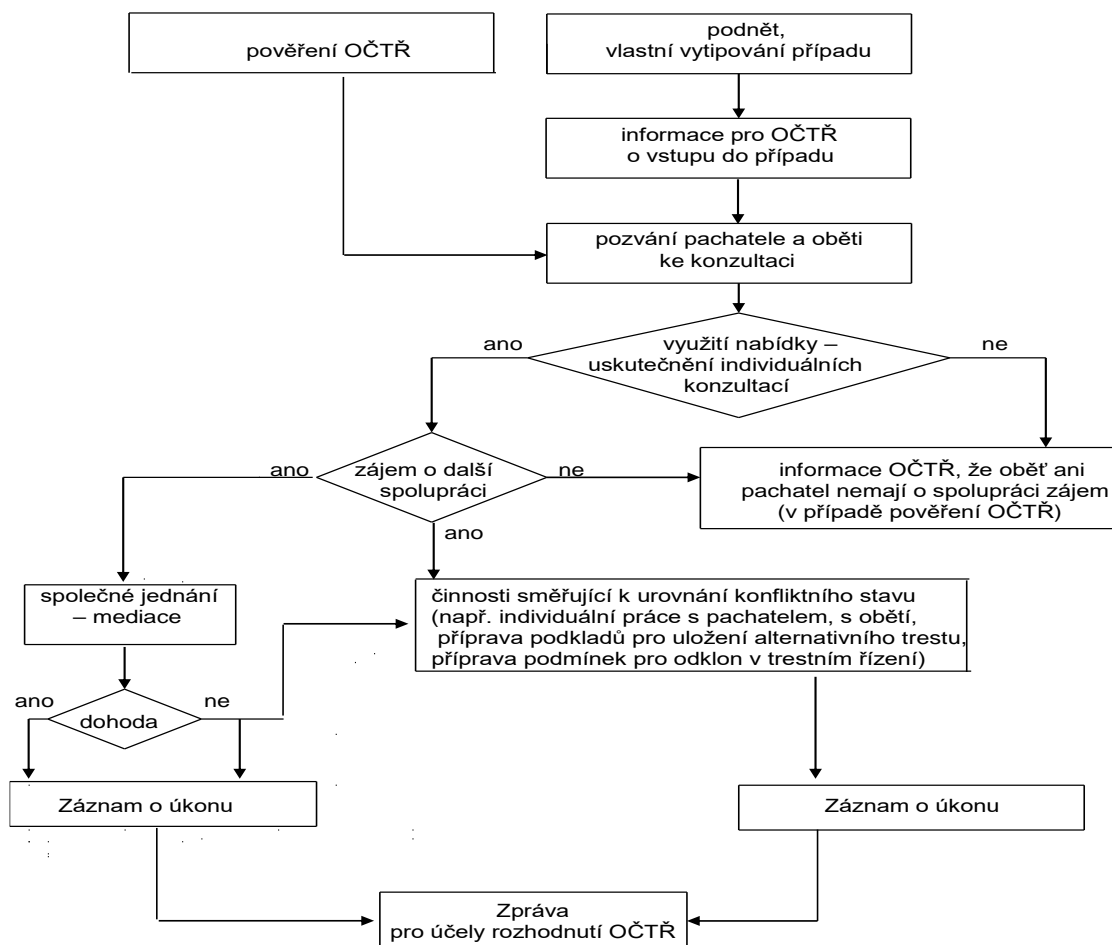 pověření OČTŘ
podnět,
vlastní vytipování případu
informace pro OČTŘ
o vstupu do případu
pozvání pachatele a oběti
ke konzultaci
ano
využití nabídky –
uskutečnění individuálních
konzultací
ne
ano
zájem o další
spolupráci
ne
informace OČTŘ, že oběť ani
pachatel nemají o spolupráci zájem
(v případě pověření OČTŘ)
ano
společné jednání
– mediace
činnosti směřující k urovnání konfliktního stavu
(např. individuální práce s pachatelem, s obětí,
příprava podkladů pro uložení alternativního trestu,
příprava podmínek pro odklon v trestním řízení)
ano
dohoda
ne
Záznam o úkonu
Záznam o úkonu
Zpráva
pro účely rozhodnutí OČTŘ